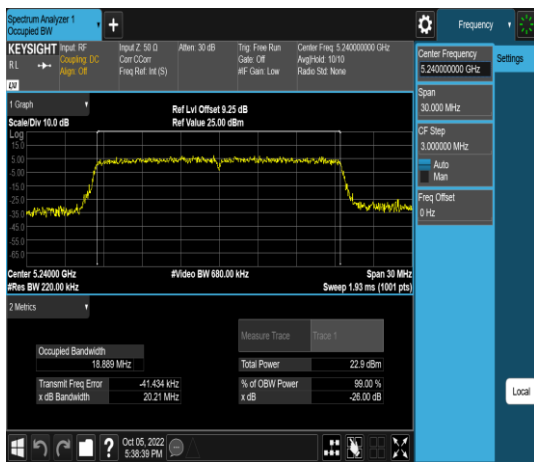 Spectrum Analyzer 1
Occupied BW
+
Frequency
KEYSIGHT
RL
LXI
Input: RF
Coupling: DC
Align: Off
Input Z: 50 Ω
Corr CCorr
Freq Ref: Int (S)
Atten: 30 dB
Trig: Free Run
Gate: Off
#IF Gain: Low
Center Freq: 5.240000000 GHz
Avg|Hold: 10/10
Radio Std: None
Center Frequency
5.240000000 GHz
Settings
Span
30.000 MHz
CF Step
3.000000 MHz
Auto
Man
Freq Offset
0 Hz
Local
1 Graph
Scale/Div 10.0 dB
Ref Lvl Offset 9.25 dB
Ref Value 25.00 dBm
Log
15.0
5.00
-5.00
-15.0
-25.0
-35.0
-45.0
-55.0
-65.0
Center 5.24000 GHz
#Video BW 680.00 kHz
Span 30 MHz
#Res BW 220.00 kHz
Sweep 1.93 ms (1001 pts)
2 Metrics
Measure Trace
Trace 1
Occupied Bandwidth
18.889 MHz
Total Power
22.9 dBm
Transmit Freq Error
-41.434 kHz
% of OBW Power
99.00 %
x dB Bandwidth
20.21 MHz
x dB
-26.00 dB
?
Oct 05, 2022
5:38:39 PM